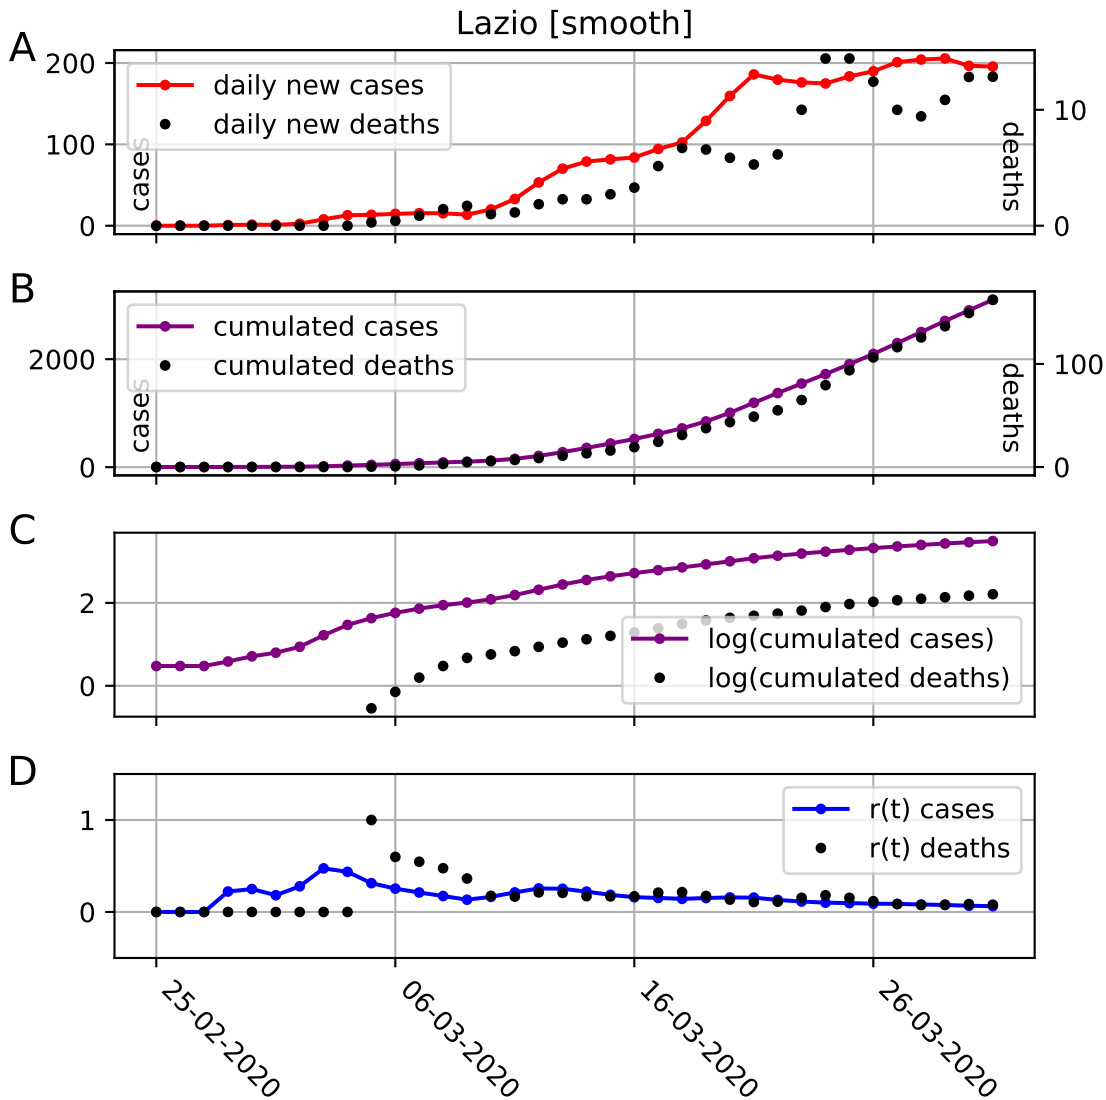 Lazio [smooth]
A
200
100
0
daily new cases
daily new deaths
cases
deaths
10
0
B
2000
0
cumulated cases
cumulated deaths
cases
deaths
100
0
C
2
0
log(cumulated cases)
log(cumulated deaths)
D
1
0
r(t) cases
r(t) deaths
25-02-2020
06-03-2020
16-03-2020
26-03-2020